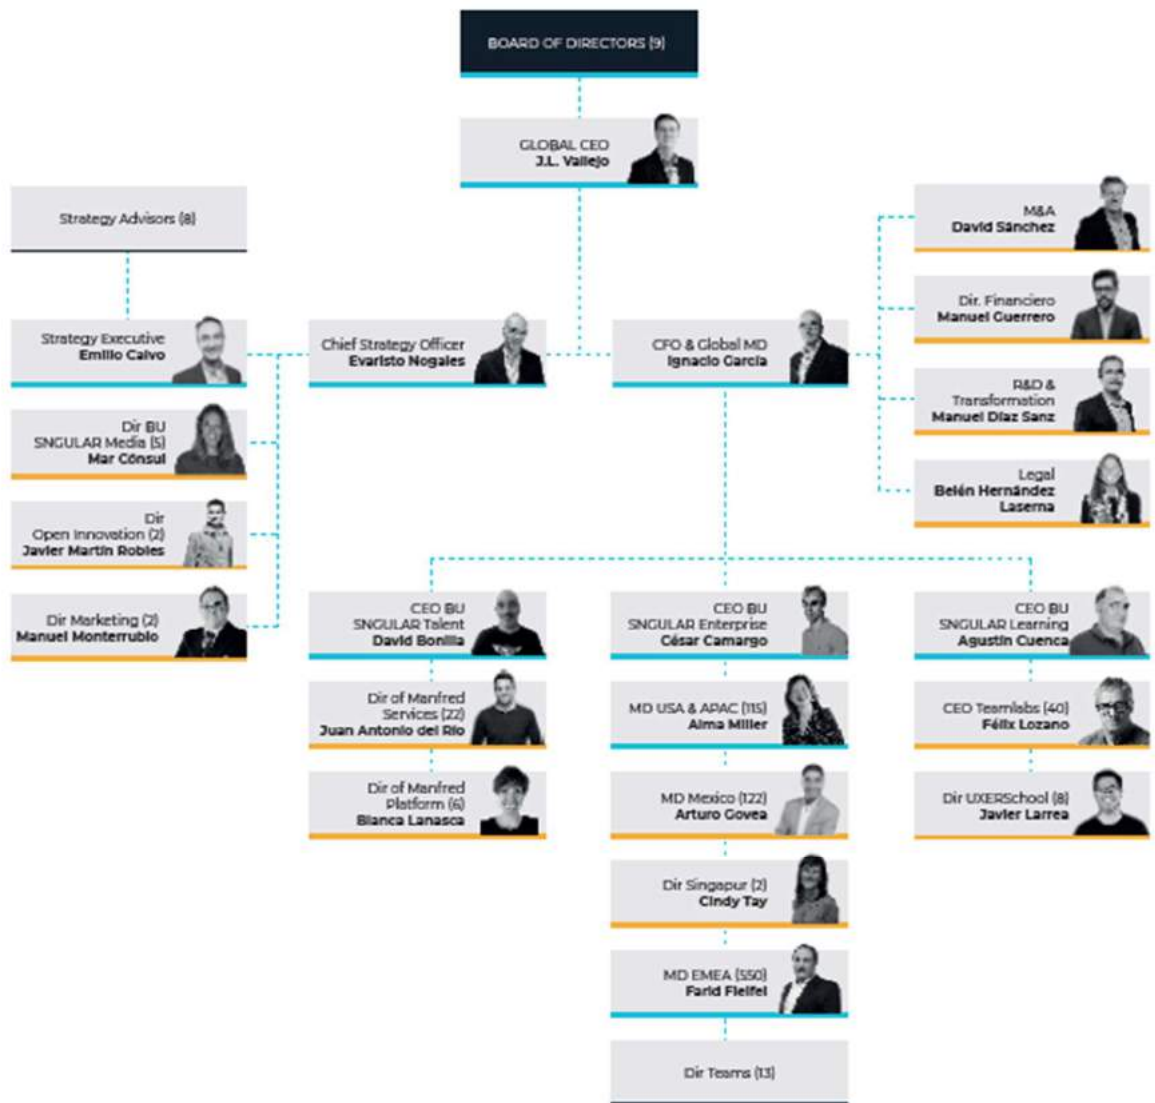 BOARD OF DIRECTORS (9)
GLOBAL CEO
J.L. Vallejo
Strategy Advisors (8)
M&A
David Sánchez
Dir. Financiero
Manuel Guerrero
R&D &
Transformation
Manuel Díaz Sanz
Legal
Belén Hernández
Laserna
Strategy Executive
Emilio Calvo
Chief Strategy Officer
Evaristo Nogales
CFO & Global MD
Ignacio García
Dir BU
SNGULAR Media (5)
Mar Cónsul
Dir
Open Innovation (2)
Javier Martín Robles
Dir Marketing (2)
Manuel Monterrubio
CEO BU
SNGULAR Talent
David Bonilla
Dir of Manfred
Services (22)
Juan Antonio del Río
Dir of Manfred
Platform (6)
Bianca Lanasca
CEO BU
SNGULAR Enterprise
César Camargo
MD USA & APAC (115)
Alma Miller
MD Mexico (122)
Arturo Govea
Dir Singapur (2)
Cindy Tay
MD EMEA (550)
Farid Fleifel
Dir Teams (13)
CEO BU
SNGULAR Learning
Agustín Cuenca
CEO Teamlabs (40)
Félix Lozano
Dir UXERSchool (8)
Javier Larrea